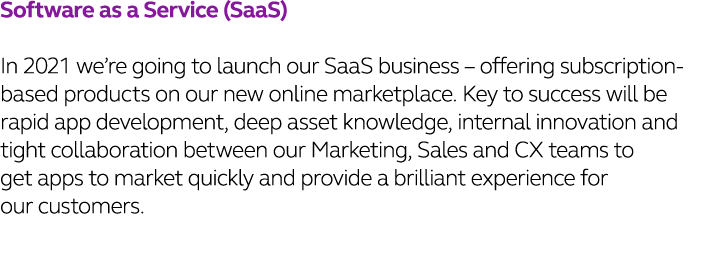 Software as a Service (SaaS)
In 2021 we’re going to launch our SaaS business – offering subscription-
based products on our new online marketplace. Key to success will be
rapid app development, deep asset knowledge, internal innovation and
tight collaboration between our Marketing, Sales and CX teams to
get apps to market quickly and provide a brilliant experience for
our customers.